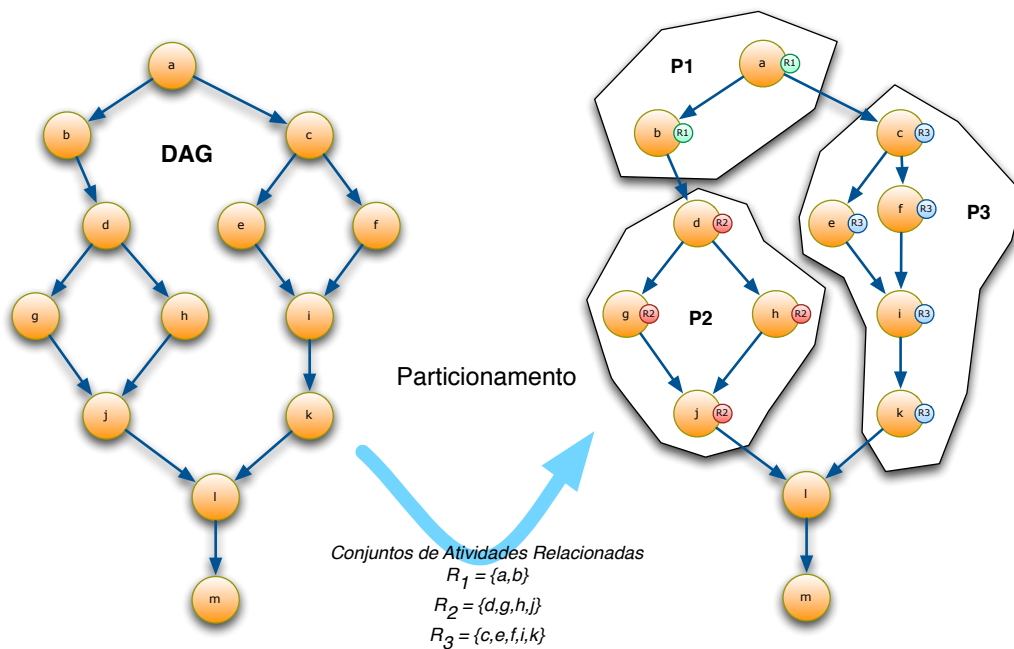 a
b
c
DAG
d
e
f
g
h
i
j
k
l
m
Particionamento
Conjuntos de Atividades Relacionadas
R1 = {a,b}
R2 = {d,g,h,j}
R3 = {c,e,f,i,k}
P1
a R1
b R1
c R3
d R2
e R3
f R3
P3
g R2
P2
h R2
i R3
j R2
k R3
l
m